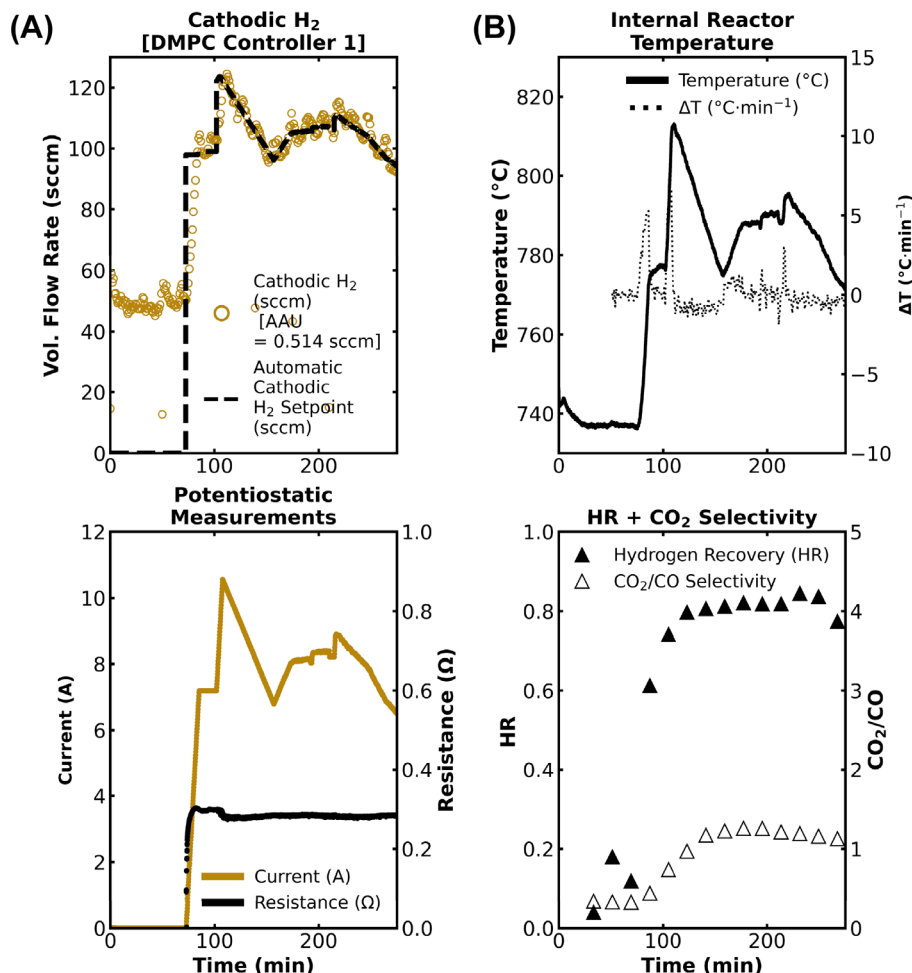 (A)
Cathodic H₂
[DMPC Controller 1]
Vol. Flow Rate (sccm)
120
100
80
60
40
20
0
0
100
200
Cathodic H₂
(sccm)
[AAU
= 0.514 sccm]
Automatic
Cathodic
H₂ Setpoint
(sccm)
(B)
Internal Reactor
Temperature
Temperature (°C)
820
800
780
760
740
0
100
200
Temperature (°C)
ΔT (°C·min⁻¹)
15
10
5
0
−5
−10
ΔT (°C·min⁻¹)
Potentiostatic
Measurements
Current (A)
12
10
8
6
4
2
0
0
100
200
Time (min)
Current (A)
Resistance (Ω)
1.0
0.8
0.6
0.4
0.2
0.0
Resistance (Ω)
HR + CO₂ Selectivity
HR
1.0
0.8
0.6
0.4
0.2
0.0
0
100
200
Time (min)
Hydrogen Recovery (HR)
CO₂/CO Selectivity
5
4
3
2
1
0
CO₂/CO